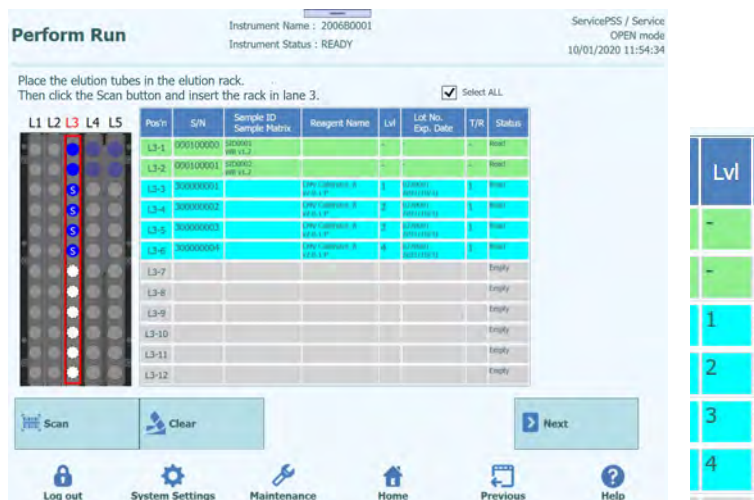 Perform Run
Instrument Name : 200680001
Instrument Status : READY
ServicePSS / Service
OPEN mode
10/01/2020 11:54:34
Place the elution tubes in the elution rack.
Then click the Scan button and insert the rack in lane 3.
Select ALL
L1 L2 L3 L4 L5
Pos'n S/N Sample ID Sample Matrix Reagent Name Lvl Lot No. Exp. Date T/R Status
L3-1 000100000 - - - Read
L3-2 000100001 - - - Read
L3-3 300000001 1 1 Read
L3-4 300000002 2 1 Read
L3-5 300000003 1 Read
L3-6 300000004 4 1 Read
L3-7 Empty
L3-8 Empty
L3-9 Empty
L3-10 Empty
L3-11 Empty
L3-12 Empty
S
S
S
S
Scan
Clear
Next
Log out
System Settings
Maintenance
Home
Previous
Help
Lvl
-
-
1
2
3
4